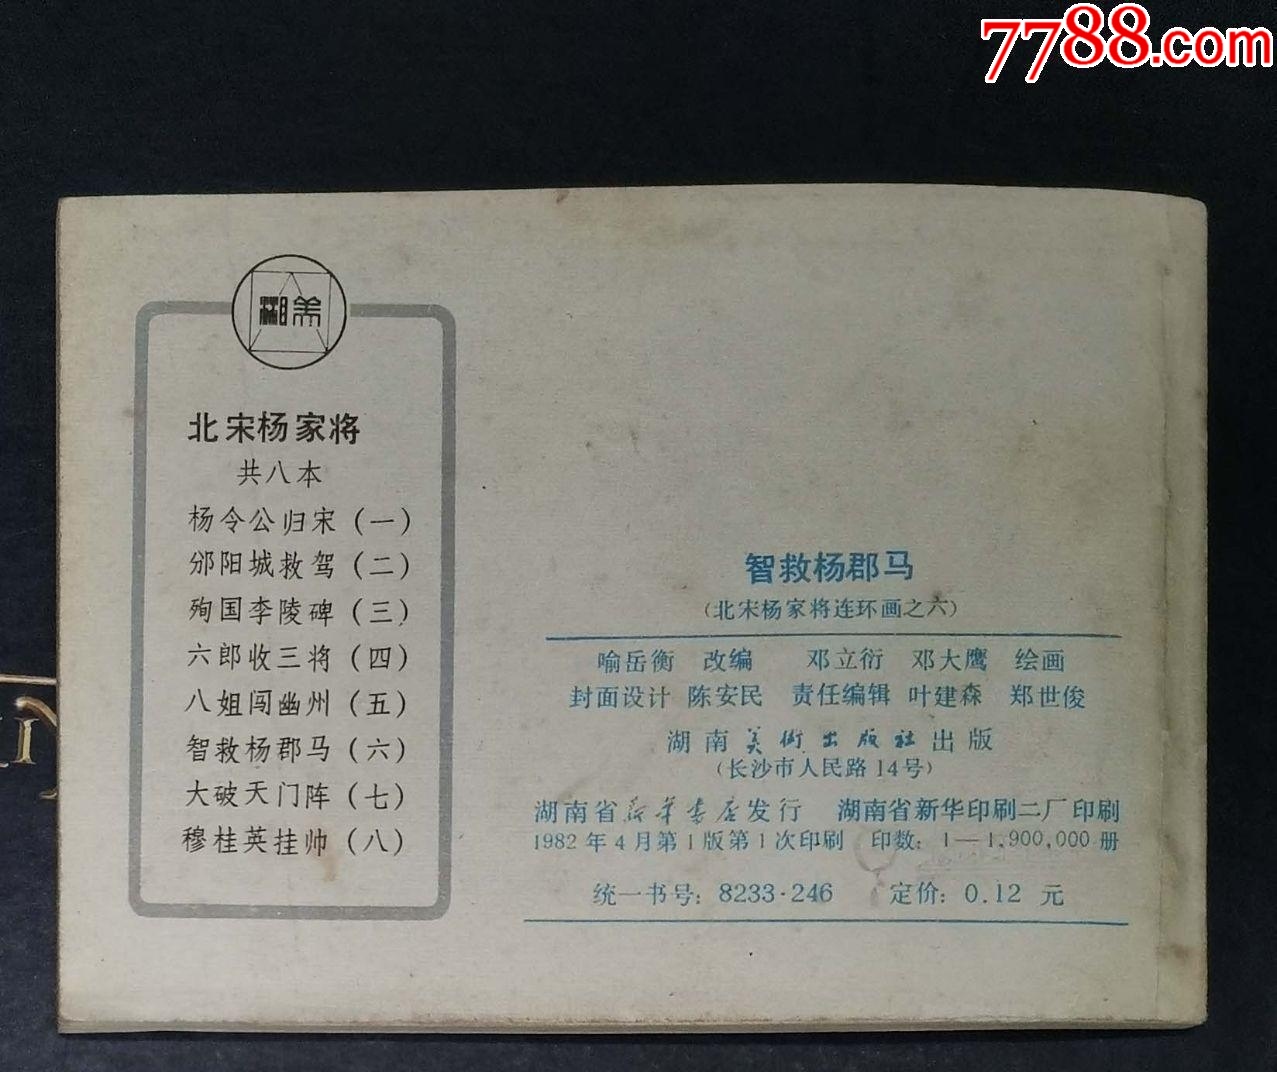 7788.com
湘美
北宋杨家将
共八本
杨令公归宋（一）
邠阳城救驾（二）
殉国李陵碑（三）
六郎收三将（四）
八姐闯幽州（五）
智救杨郡马（六）
大破天门阵（七）
穆桂英挂帅（八）
智救杨郡马
（北宋杨家将连环画之六）
喻岳衡 改编 邓立衍 邓大鹰 绘画
封面设计 陈安民 责任编辑 叶建森 郑世俊
湖南美术出版社出版
（长沙市人民路14号）
湖南省新华书店发行 湖南省新华印刷二厂印刷
1982年4月第1版第1次印刷 印数：1—1,900,000册
统一书号：8233·246 定价：0.12元